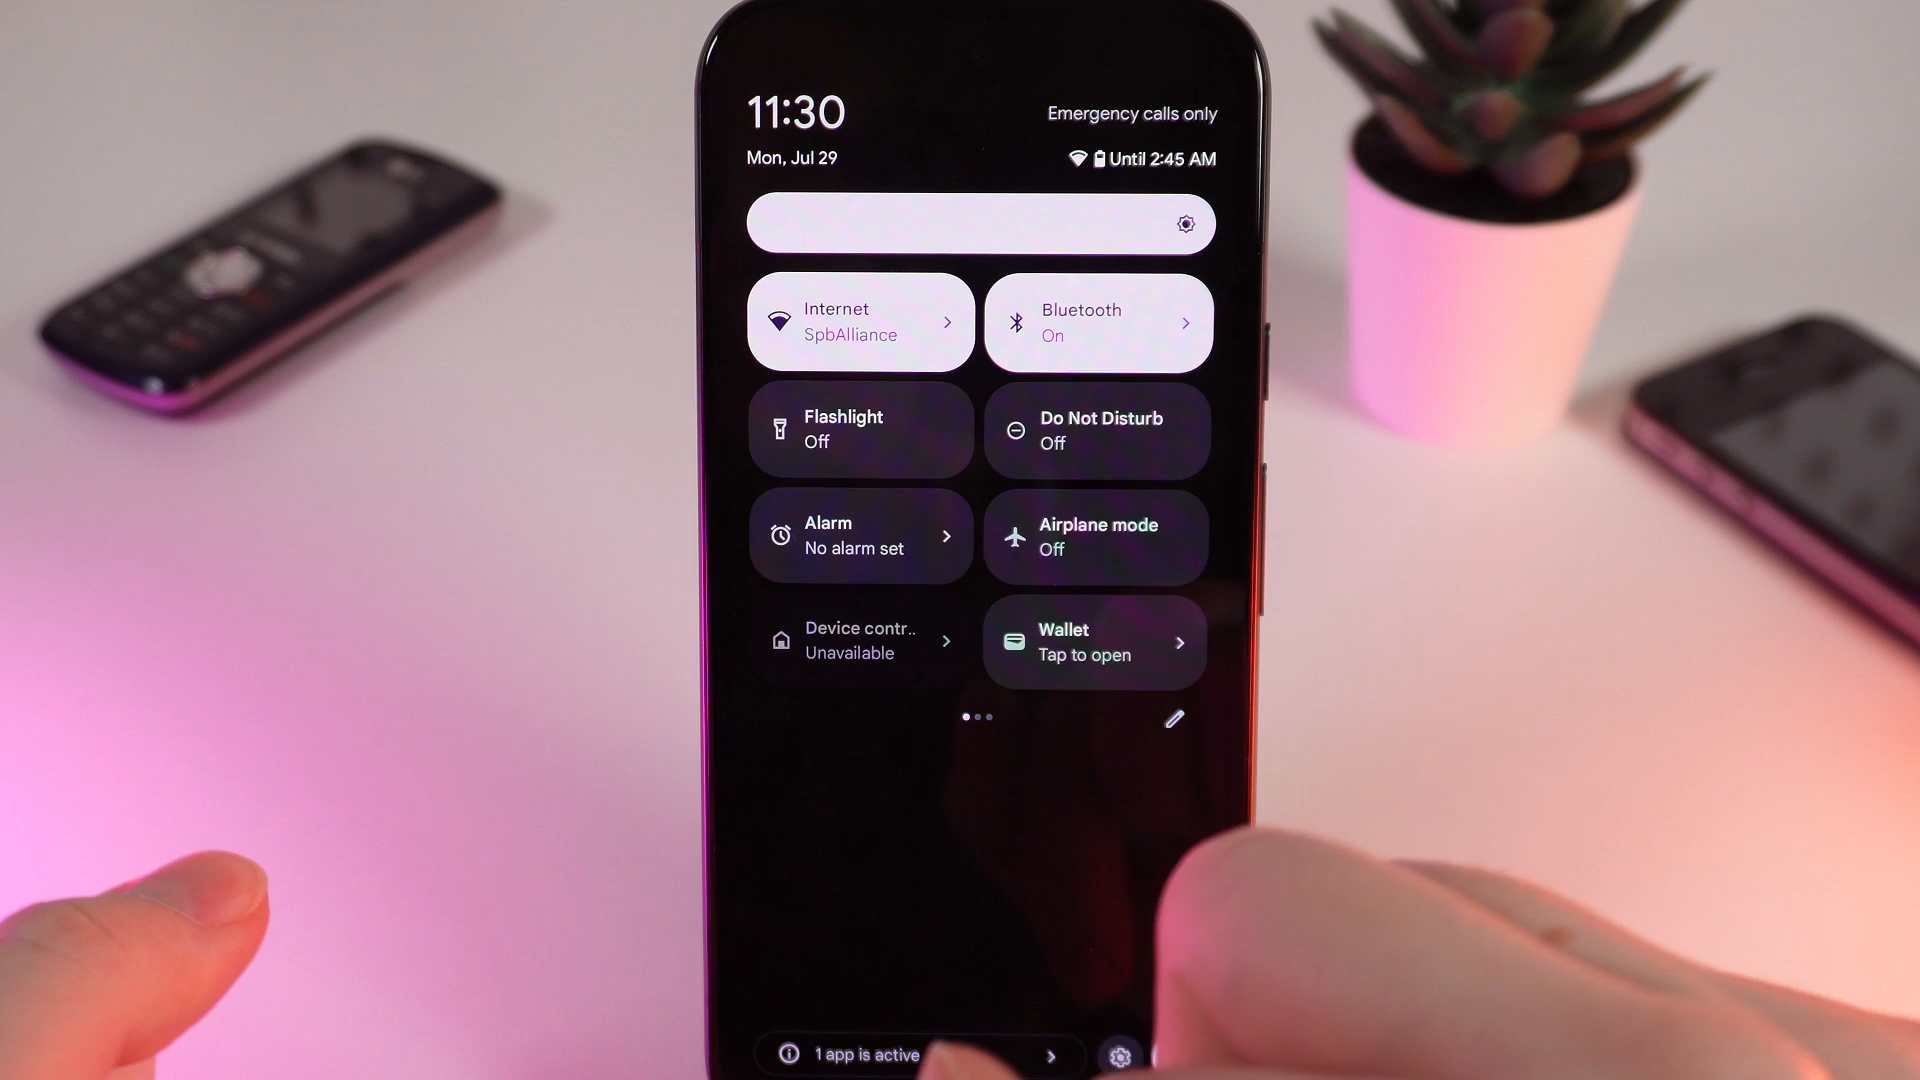 11:30
Emergency calls only
Mon, Jul 29
Until 2:45 AM
Internet
SpbAlliance
Bluetooth
On
Flashlight
Off
Do Not Disturb
Off
Alarm
No alarm set
Airplane mode
Off
Device contr..
Unavailable
Wallet
Tap to open
1 app is active